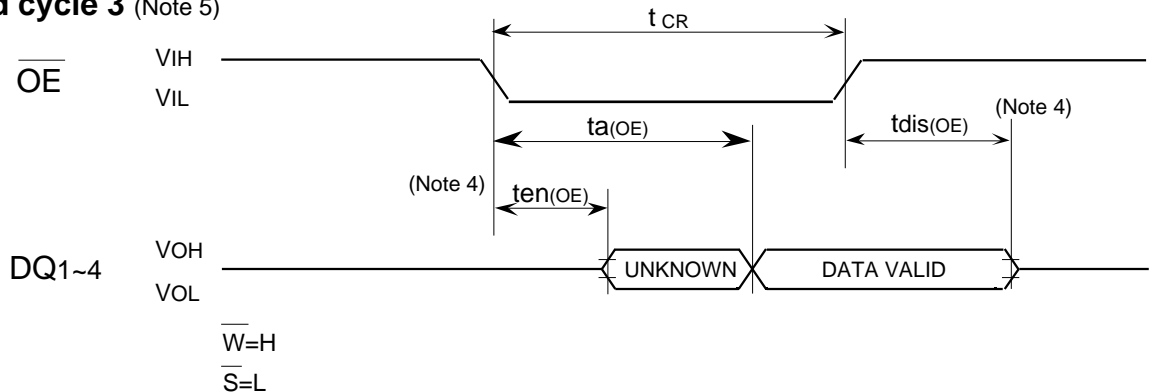 cycle 3 (Note 5)
t CR
OE
VIH
VIL
ta(OE)
tdis(OE)
(Note 4)
(Note 4)
ten(OE)
DQ1~4
VOH
VOL
UNKNOWN
DATA VALID
W=H
S=L